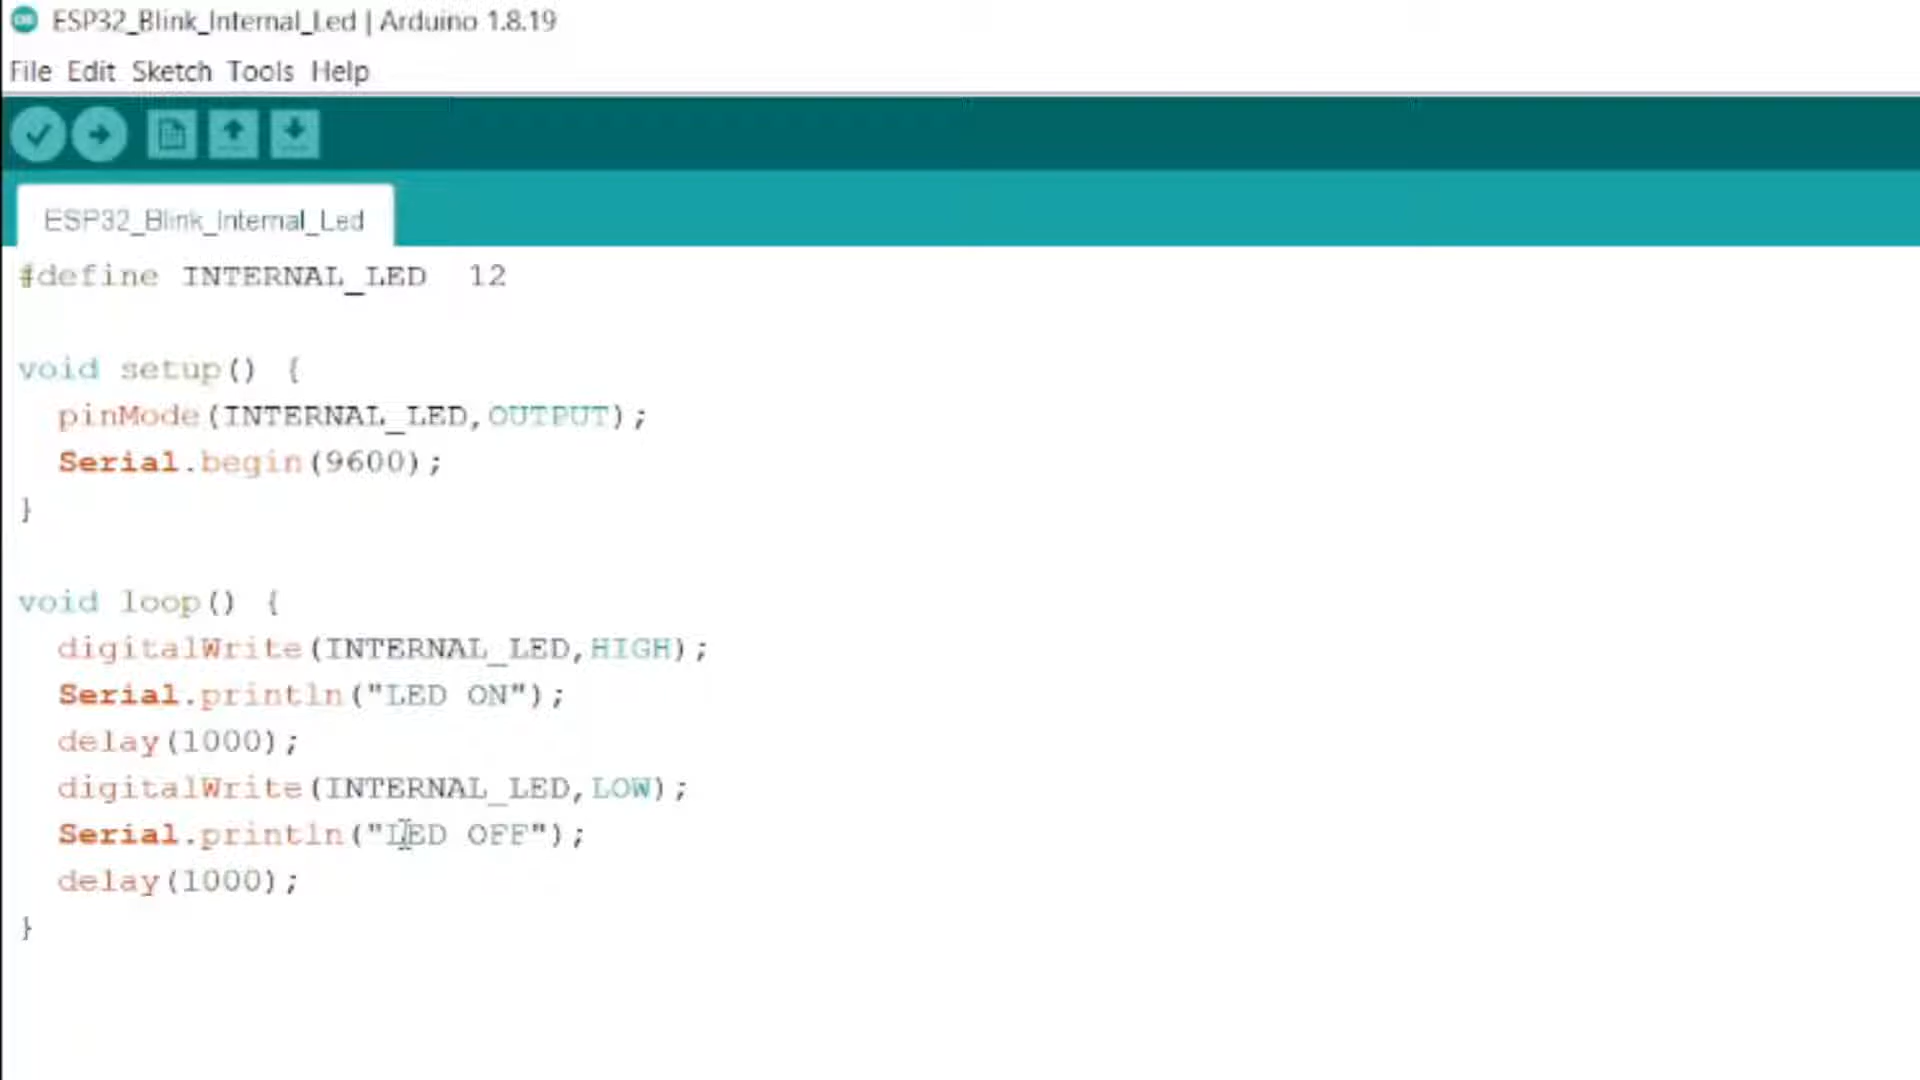 ESP32_Blink_Internal_Led | Arduino 1.8.19
File Edit Sketch Tools Help
ESP32_Blink_Internal_Led
#define INTERNAL_LED  12
void setup() {
  pinMode(INTERNAL_LED,OUTPUT);
  Serial.begin(9600);
}
void loop() {
  digitalWrite(INTERNAL_LED,HIGH);
  Serial.println("LED ON");
  delay(1000);
  digitalWrite(INTERNAL_LED,LOW);
  Serial.println("LED OFF");
  delay(1000);
}